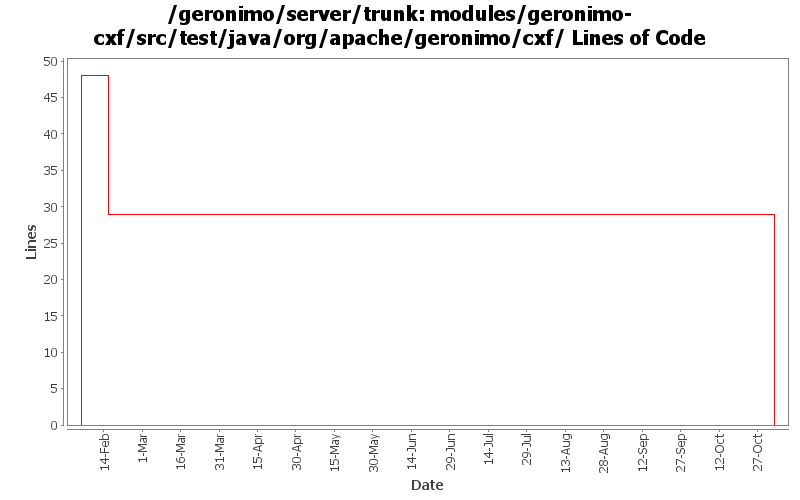 /geronimo/server/trunk: modules/geronimo-
cxf/src/test/java/org/apache/geronimo/cxf/ Lines of Code
50
45
40
35
30
25
20
15
10
5
0
Lines
14-Feb
1-Mar
16-Mar
31-Mar
15-Apr
30-Apr
15-May
30-May
14-Jun
29-Jun
14-Jul
29-Jul
13-Aug
28-Aug
12-Sep
27-Sep
12-Oct
27-Oct
Date